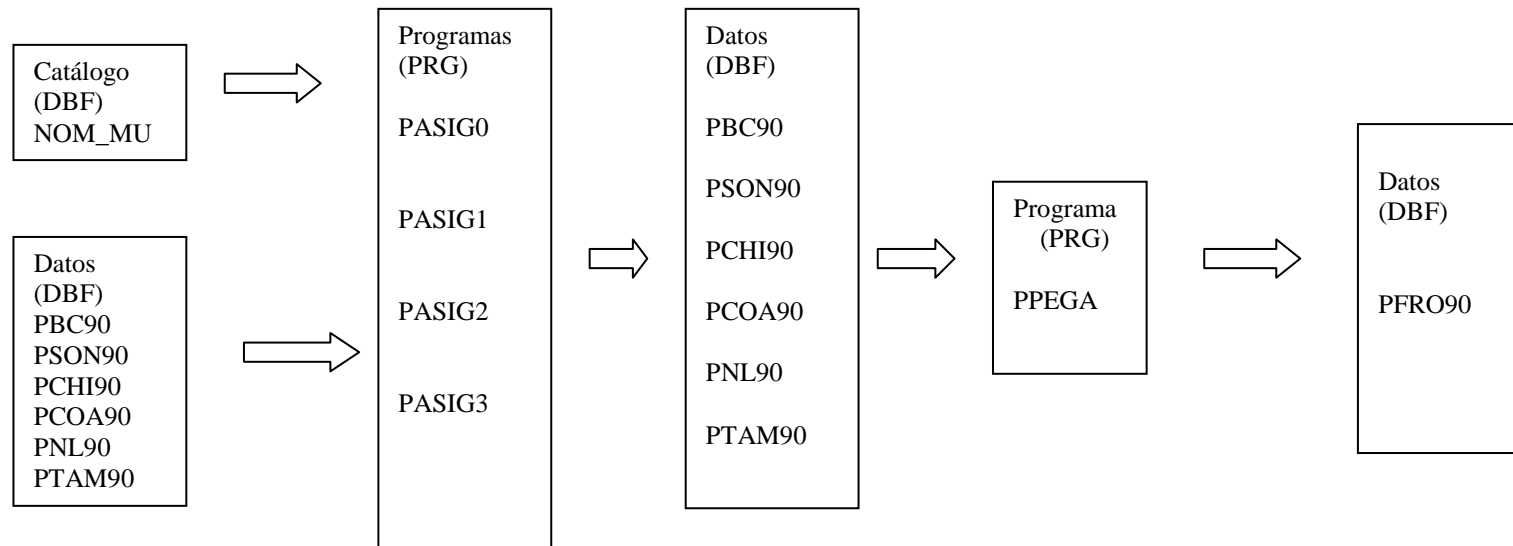 Catálogo
(DBF)
NOM_MU
Datos
(DBF)
PBC90
PSON90
PCHI90
PCOA90
PNL90
PTAM90
Programas
(PRG)
PASIG0
PASIG1
PASIG2
PASIG3
Datos
(DBF)
PBC90
PSON90
PCHI90
PCOA90
PNL90
PTAM90
Programa
(PRG)
PPEGA
Datos
(DBF)
PFRO90